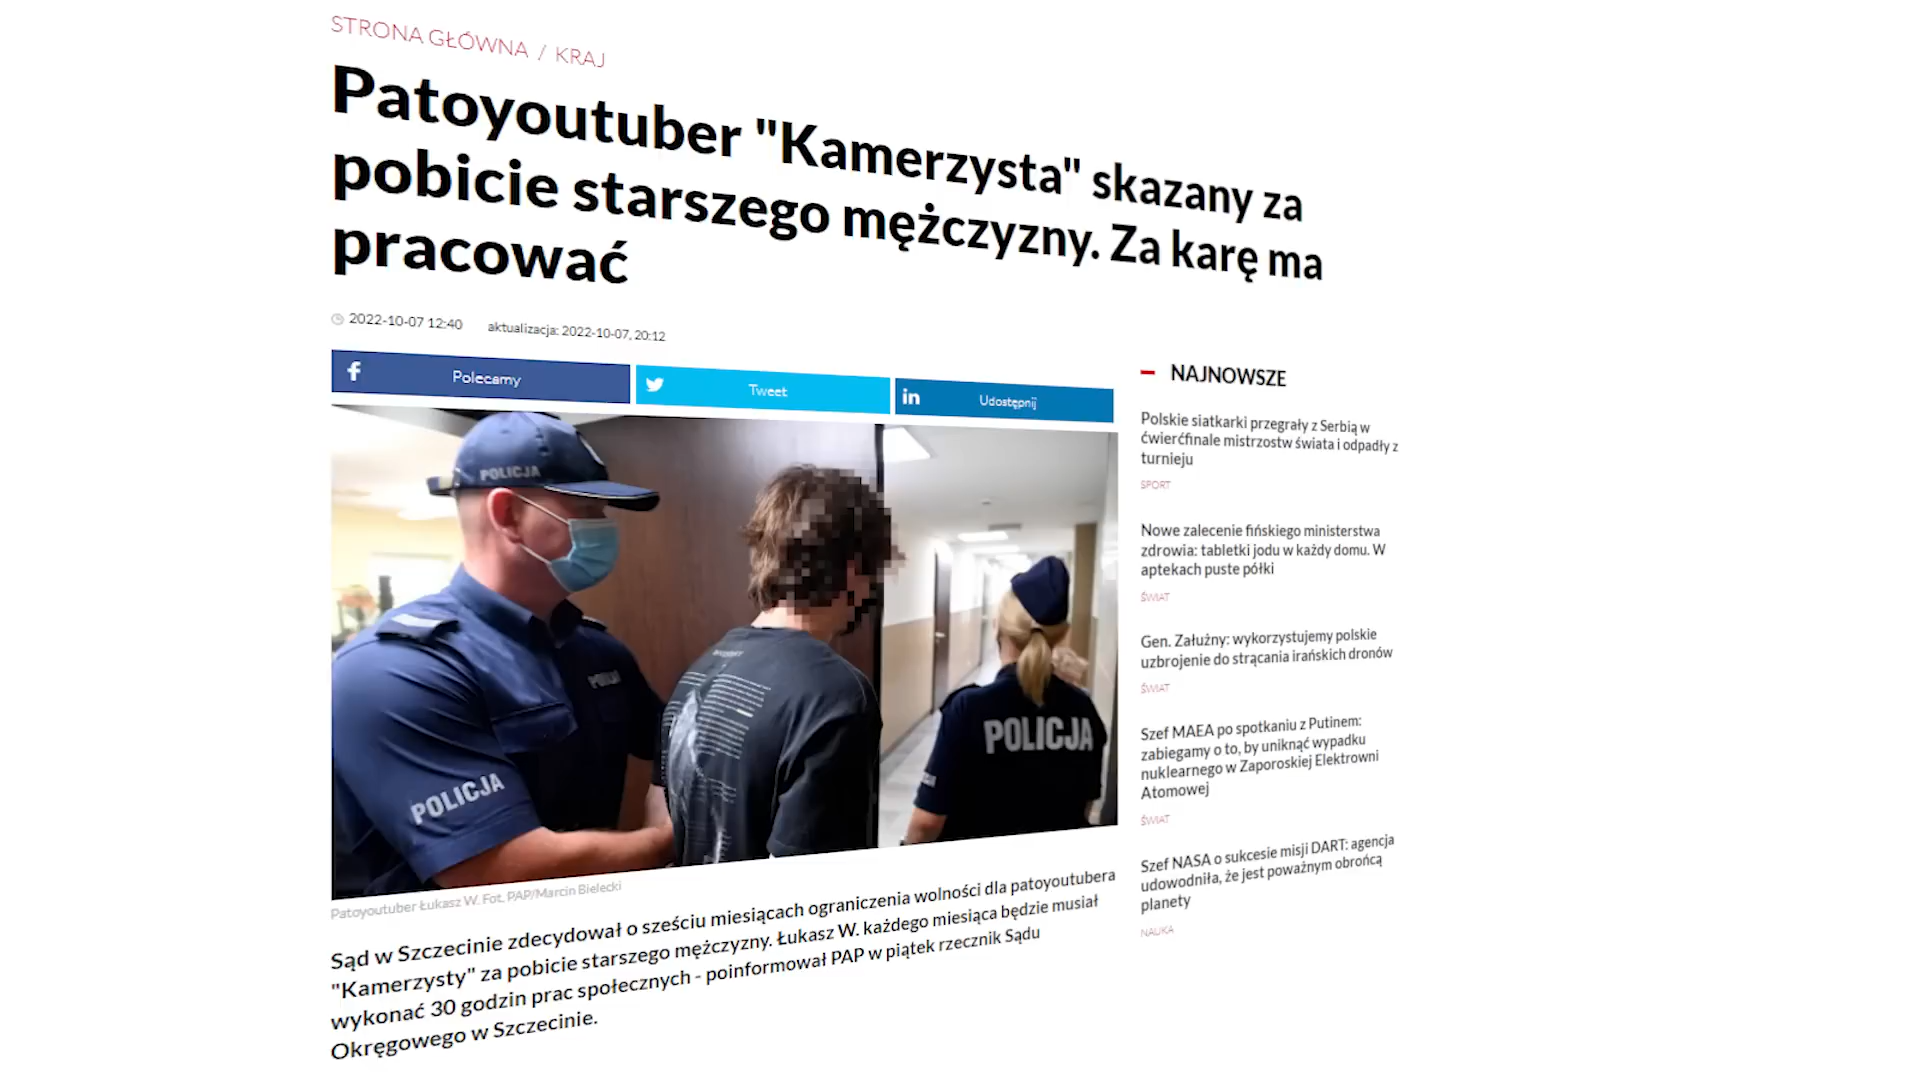 STRONA GŁÓWNA / KRAJ
Patoyoutuber "Kamerzysta" skazany za
pobicie starszego mężczyzny. Za karę ma
pracować
2022-10-07 12:40 aktualizacja: 2022-10-07, 20:12
Polecamy
Tweet
Udostępnij
POLICJA
POLICJA
POLICJA
POLICJA
Patoyoutuber Łukasz W. Fot. PAP/Marcin Bielecki
Sąd w Szczecinie zdecydował o sześciu miesiącach ograniczenia wolności dla patoyoutubera
"Kamerzysty" za pobicie starszego mężczyzny. Łukasz W. każdego miesiąca będzie musiał
wykonać 30 godzin prac społecznych - poinformował PAP w piątek rzecznik Sądu
Okręgowego w Szczecinie.
NAJNOWSZE
Polskie siatkarki przegrały z Serbią w
ćwierćfinale mistrzostw świata i odpadły z
turnieju
SPORT
Nowe zalecenie fińskiego ministerstwa
zdrowia: tabletki jodu w każdy domu. W
aptekach puste półki
ŚWIAT
Gen. Załużny: wykorzystujemy polskie
uzbrojenie do strącania irańskich dronów
ŚWIAT
Szef MAEA po spotkaniu z Putinem:
zabiegamy o to, by uniknąć wypadku
nuklearnego w Zaporoskiej Elektrowni
Atomowej
ŚWIAT
Szef NASA o sukcesie misji DART: agencja
udowodniła, że jest poważnym obrońcą
planety
NAUKA